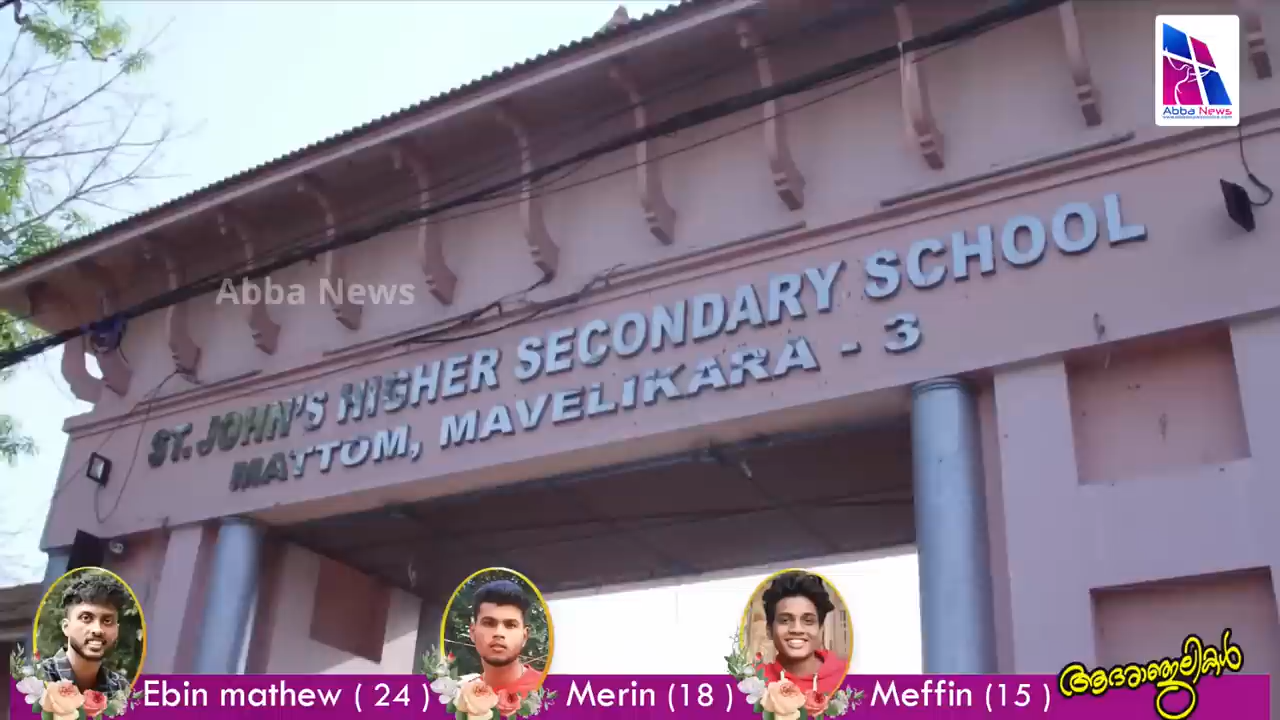 Abba News
Abba News
ST. JOHN'S HIGHER SECONDARY SCHOOL
MATTOM, MAVELIKARA - 3
Ebin mathew ( 24 )
Merin (18 )
Meffin (15 )
ആദരാഞ്ജലികൾ